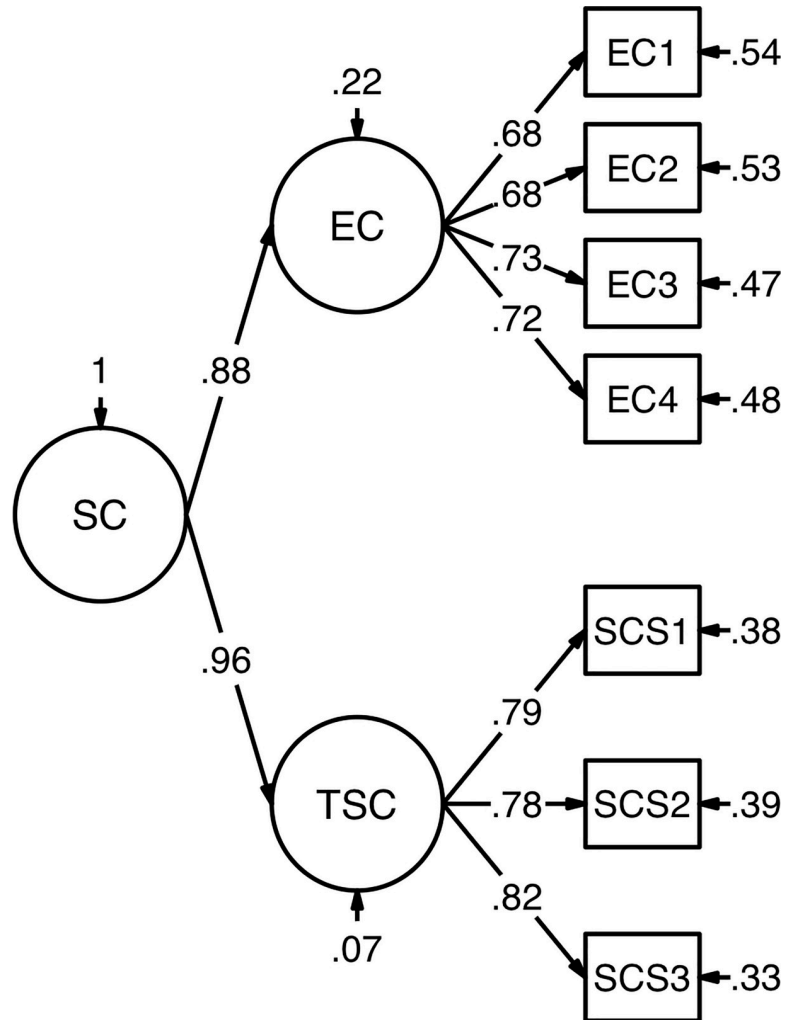 EC1
.54
.22
.68
EC2
.53
.68
EC
.73
EC3
.47
.72
1
.88
EC4
.48
SC
SCS1
.38
.96
.79
TSC
.78
SCS2
.39
.82
.07
SCS3
.33